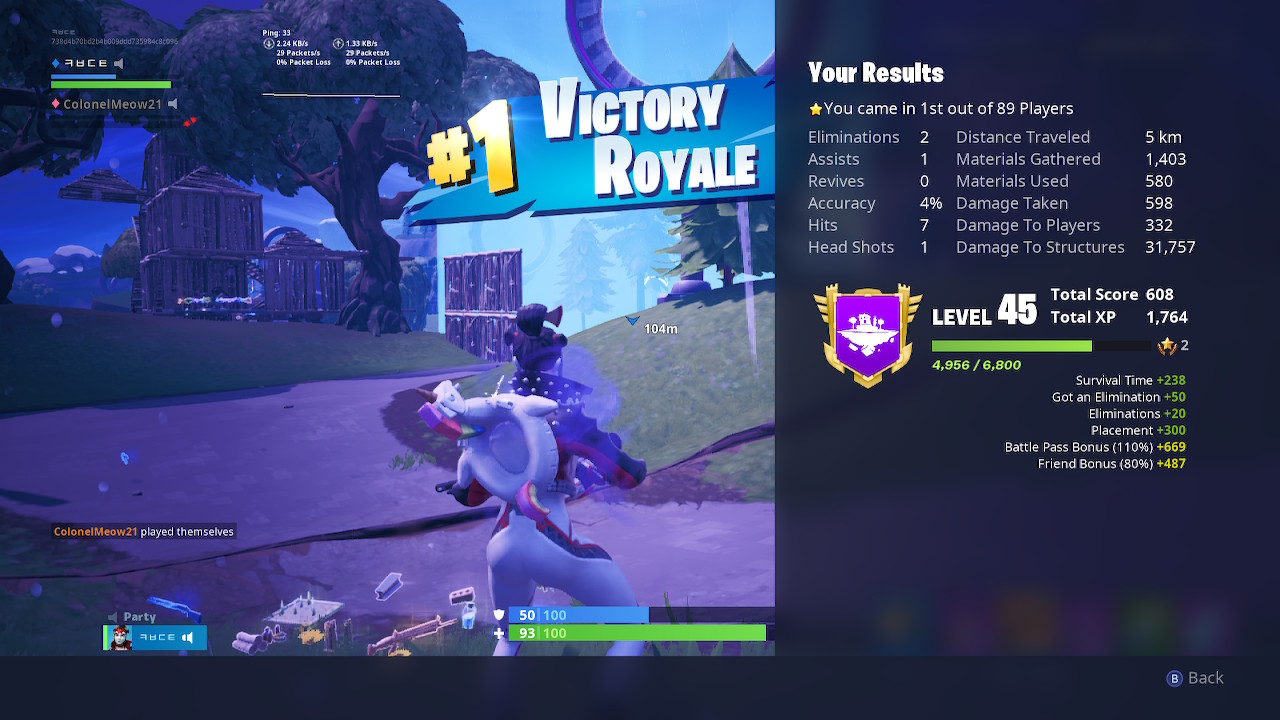 Ping: 33
2.24 KB/s 1.33 KB/s
29 Packets/s 29 Packets/s
0% Packet Loss 0% Packet Loss
ColonelMeow21
#1 VICTORY
ROYALE
104m
ColonelMeow21 played themselves
Party
50 100
93 100
Your Results
You came in 1st out of 89 Players
Eliminations 2 Distance Traveled 5 km
Assists 1 Materials Gathered 1,403
Revives 0 Materials Used 580
Accuracy 4% Damage Taken 598
Hits 7 Damage To Players 332
Head Shots 1 Damage To Structures 31,757
LEVEL 45
Total Score 608
Total XP 1,764
2
4,956 / 6,800
Survival Time +238
Got an Elimination +50
Eliminations +20
Placement +300
Battle Pass Bonus (110%) +669
Friend Bonus (80%) +487
B Back